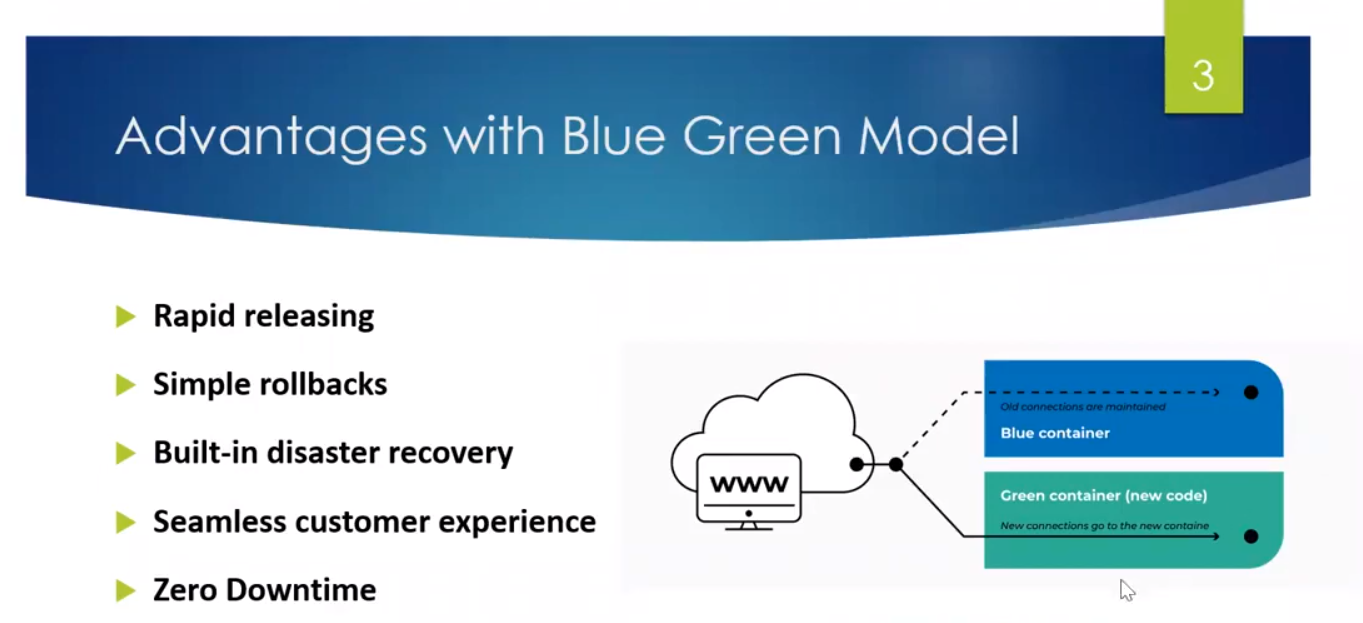 3
Advantages with Blue Green Model
Rapid releasing
Simple rollbacks
Built-in disaster recovery
Seamless customer experience
Zero Downtime
www
Old connections are maintained
Blue container
Green container (new code)
New connections go to the new containe